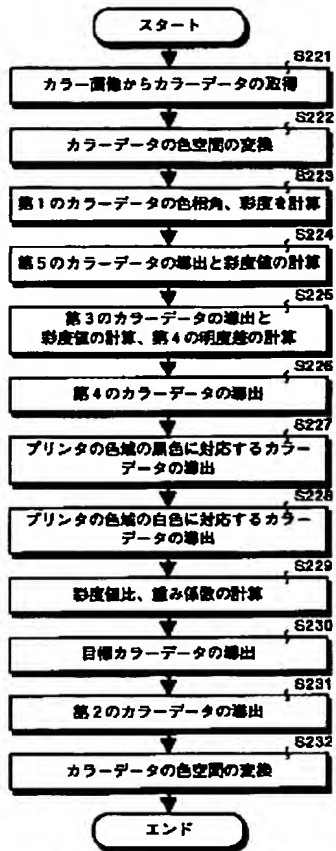 スタート
S221
カラー画像からカラーデータの取得
S222
カラーデータの色空間の変換
S223
第1のカラーデータの色相角、彩度を計算
S224
第5のカラーデータの導出と彩度値の計算
S225
第3のカラーデータの導出と
彩度値の計算、第4の明度差の計算
S226
第4のカラーデータの導出
S227
プリンタの色域の黒色に対応するカラー
データの導出
S228
プリンタの色域の白色に対応するカラー
データの導出
S229
彩度値比、重み係数の計算
S230
目標カラーデータの導出
S231
第2のカラーデータの導出
S232
カラーデータの色空間の変換
エンド